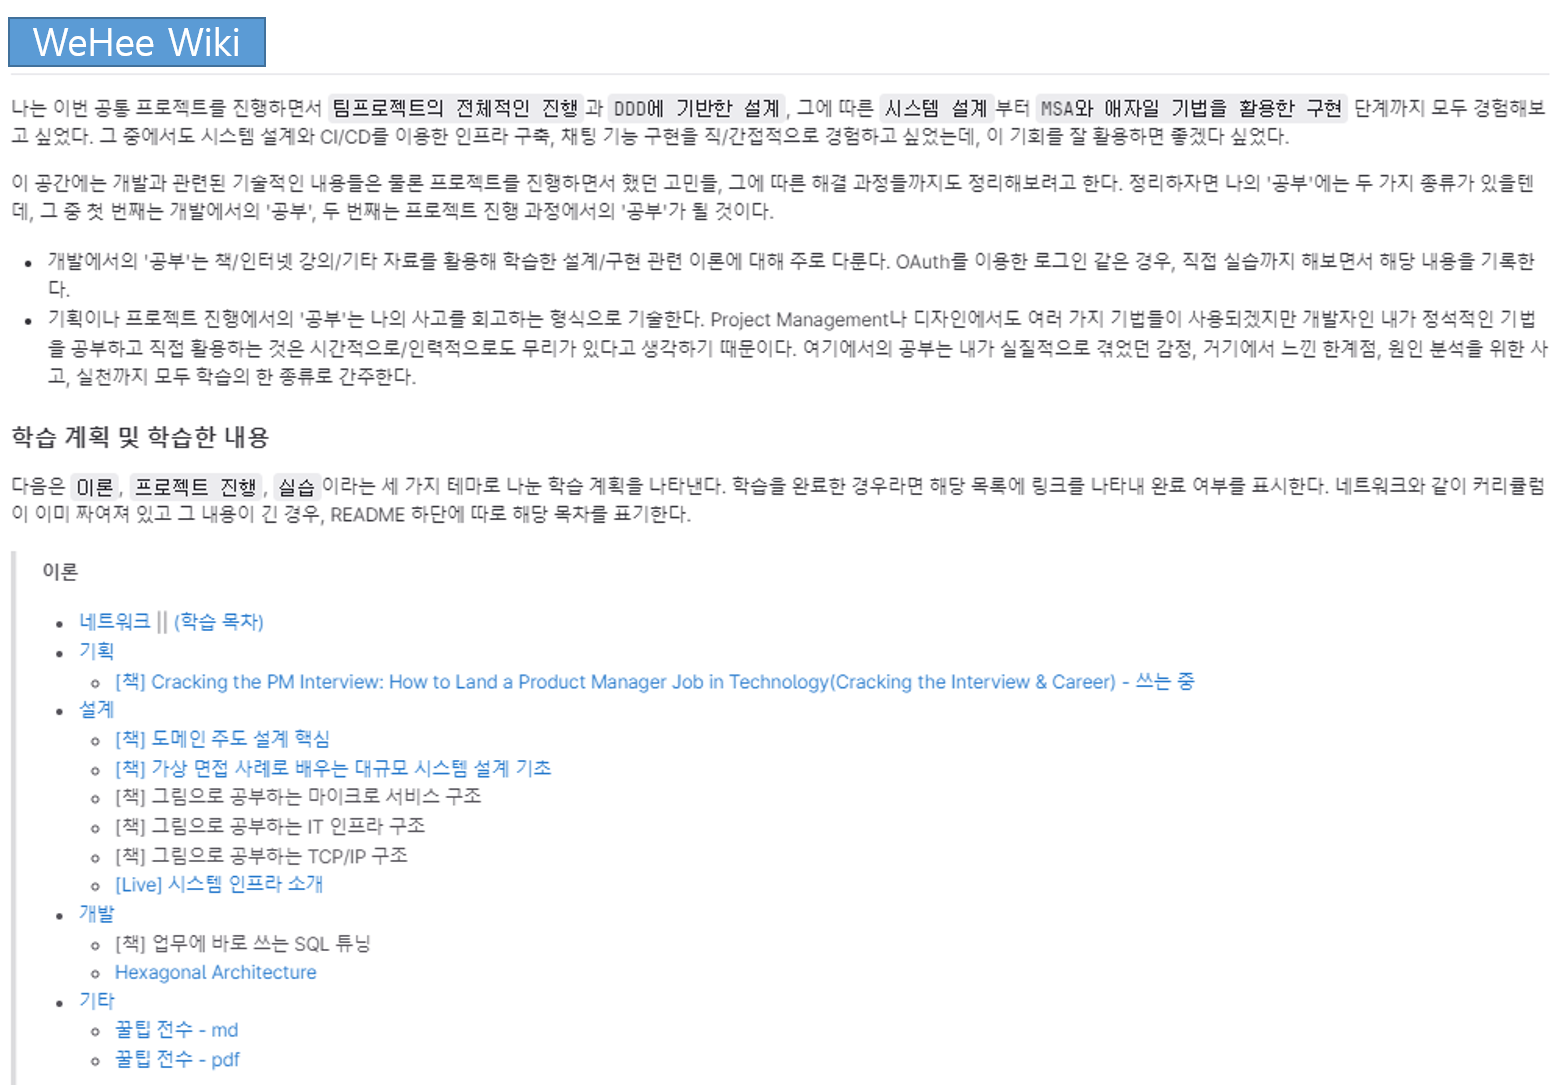 WeHee Wiki
나는 이번 공통 프로젝트를 진행하면서 팀프로젝트의 전체적인 진행 과 DDD에 기반한 설계 , 그에 따른 시스템 설계 부터 MSA와 애자일 기법을 활용한 구현 단계까지 모두 경험해보
고 싶었다. 그 중에서도 시스템 설계와 CI/CD를 이용한 인프라 구축, 채팅 기능 구현을 직/간접적으로 경험하고 싶었는데, 이 기회를 잘 활용하면 좋겠다 싶었다.
이 공간에는 개발과 관련된 기술적인 내용들은 물론 프로젝트를 진행하면서 했던 고민들, 그에 따른 해결 과정들까지도 정리해보려고 한다. 정리하자면 나의 '공부'에는 두 가지 종류가 있을텐
데, 그 중 첫 번째는 개발에서의 '공부', 두 번째는 프로젝트 진행 과정에서의 '공부'가 될 것이다.
• 개발에서의 '공부'는 책/인터넷 강의/기타 자료를 활용해 학습한 설계/구현 관련 이론에 대해 주로 다룬다. OAuth를 이용한 로그인 같은 경우, 직접 실습까지 해보면서 해당 내용을 기록한
다.
• 기획이나 프로젝트 진행에서의 '공부'는 나의 사고를 회고하는 형식으로 기술한다. Project Management나 디자인에서도 여러 가지 기법들이 사용되겠지만 개발자인 내가 정석적인 기법
을 공부하고 직접 활용하는 것은 시간적으로/인력적으로도 무리가 있다고 생각하기 때문이다. 여기에서의 공부는 내가 실질적으로 겪었던 감정, 거기에서 느낀 한계점, 원인 분석을 위한 사
고, 실천까지 모두 학습의 한 종류로 간주한다.
학습 계획 및 학습한 내용
다음은 이론 , 프로젝트 진행 , 실습 이라는 세 가지 테마로 나눈 학습 계획을 나타낸다. 학습을 완료한 경우라면 해당 목록에 링크를 나타내 완료 여부를 표시한다. 네트워크와 같이 커리큘럼
이 이미 짜여져 있고 그 내용이 긴 경우, README 하단에 따로 해당 목차를 표기한다.
이론
• 네트워크 || (학습 목차)
• 기획
◦ [책] Cracking the PM Interview: How to Land a Product Manager Job in Technology(Cracking the Interview & Career) - 쓰는 중
• 설계
◦ [책] 도메인 주도 설계 핵심
◦ [책] 가상 면접 사례로 배우는 대규모 시스템 설계 기초
◦ [책] 그림으로 공부하는 마이크로 서비스 구조
◦ [책] 그림으로 공부하는 IT 인프라 구조
◦ [책] 그림으로 공부하는 TCP/IP 구조
◦ [Live] 시스템 인프라 소개
• 개발
◦ [책] 업무에 바로 쓰는 SQL 튜닝
◦ Hexagonal Architecture
• 기타
◦ 꿀팁 전수 - md
◦ 꿀팁 전수 - pdf